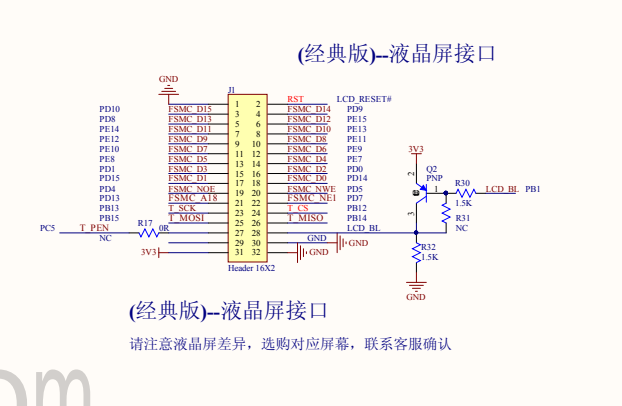 (经典版)--液晶屏接口
GND
J1
1 2 RST LCD_RESET#
PD10 FSMC_D15 3 4 FSMC_D14 PD9
PD8 FSMC_D13 5 6 FSMC_D12 PE15
PE14 FSMC_D11 7 8 FSMC_D10 PE13
PE12 FSMC_D9 9 10 FSMC_D8 PE11
PE10 FSMC_D7 11 12 FSMC_D6 PE9
PE8 FSMC_D5 13 14 FSMC_D4 PE7
PD1 FSMC_D3 15 16 FSMC_D2 PD0
PD15 FSMC_D1 17 18 FSMC_D0 PD14
PD4 FSMC_NOE 19 20 FSMC_NWE PD5
PD13 FSMC_A18 21 22 FSMC_NE1 PD7
PB13 T_SCK 23 24 T_CS PB12
PB15 T_MOSI 25 26 T_MISO PB14
PC5 T_PEN R17 0R 27 28 LCD_BL
NC 29 30 GND GND
3V3 31 32 GND
Header 16X2
3V3
2 Q2
PNP
1 R30 LCD_BL PB1
1.5K
3 R31
NC
R32
1.5K
GND
(经典版)--液晶屏接口
请注意液晶屏差异，选购对应屏幕，联系客服确认
om